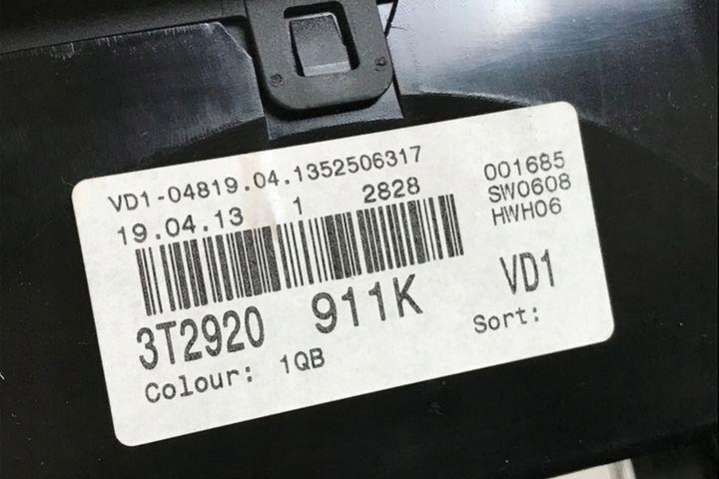 VD1-04819.04.1352506317
19.04.13 1 2828
001685
SW0608
HWH06
3T2920 911K VD1
Colour: 1QB Sort: